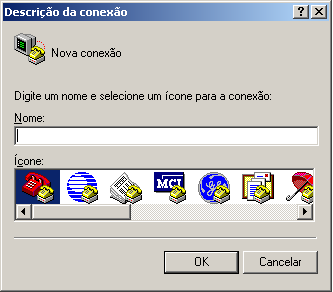 Descrição da conexão
Nova conexão
Digite um nome e selecione um ícone para a conexão:
Nome:
Ícone:
MCI
OK
Cancelar